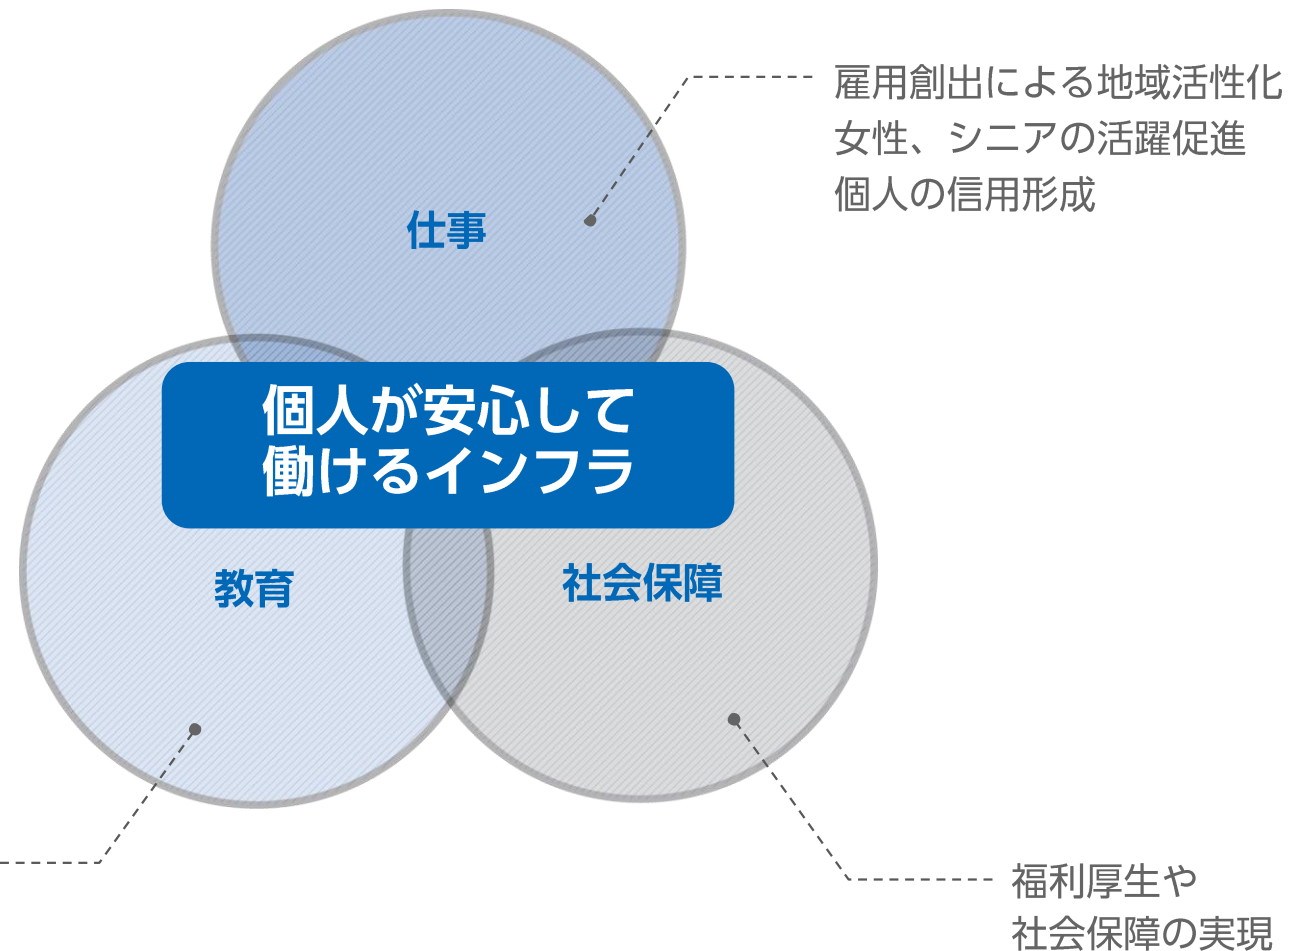 雇用創出による地域活性化
女性、シニアの活躍促進
個人の信用形成
仕事
個人が安心して
働けるインフラ
教育
社会保障
福利厚生や
社会保障の実現